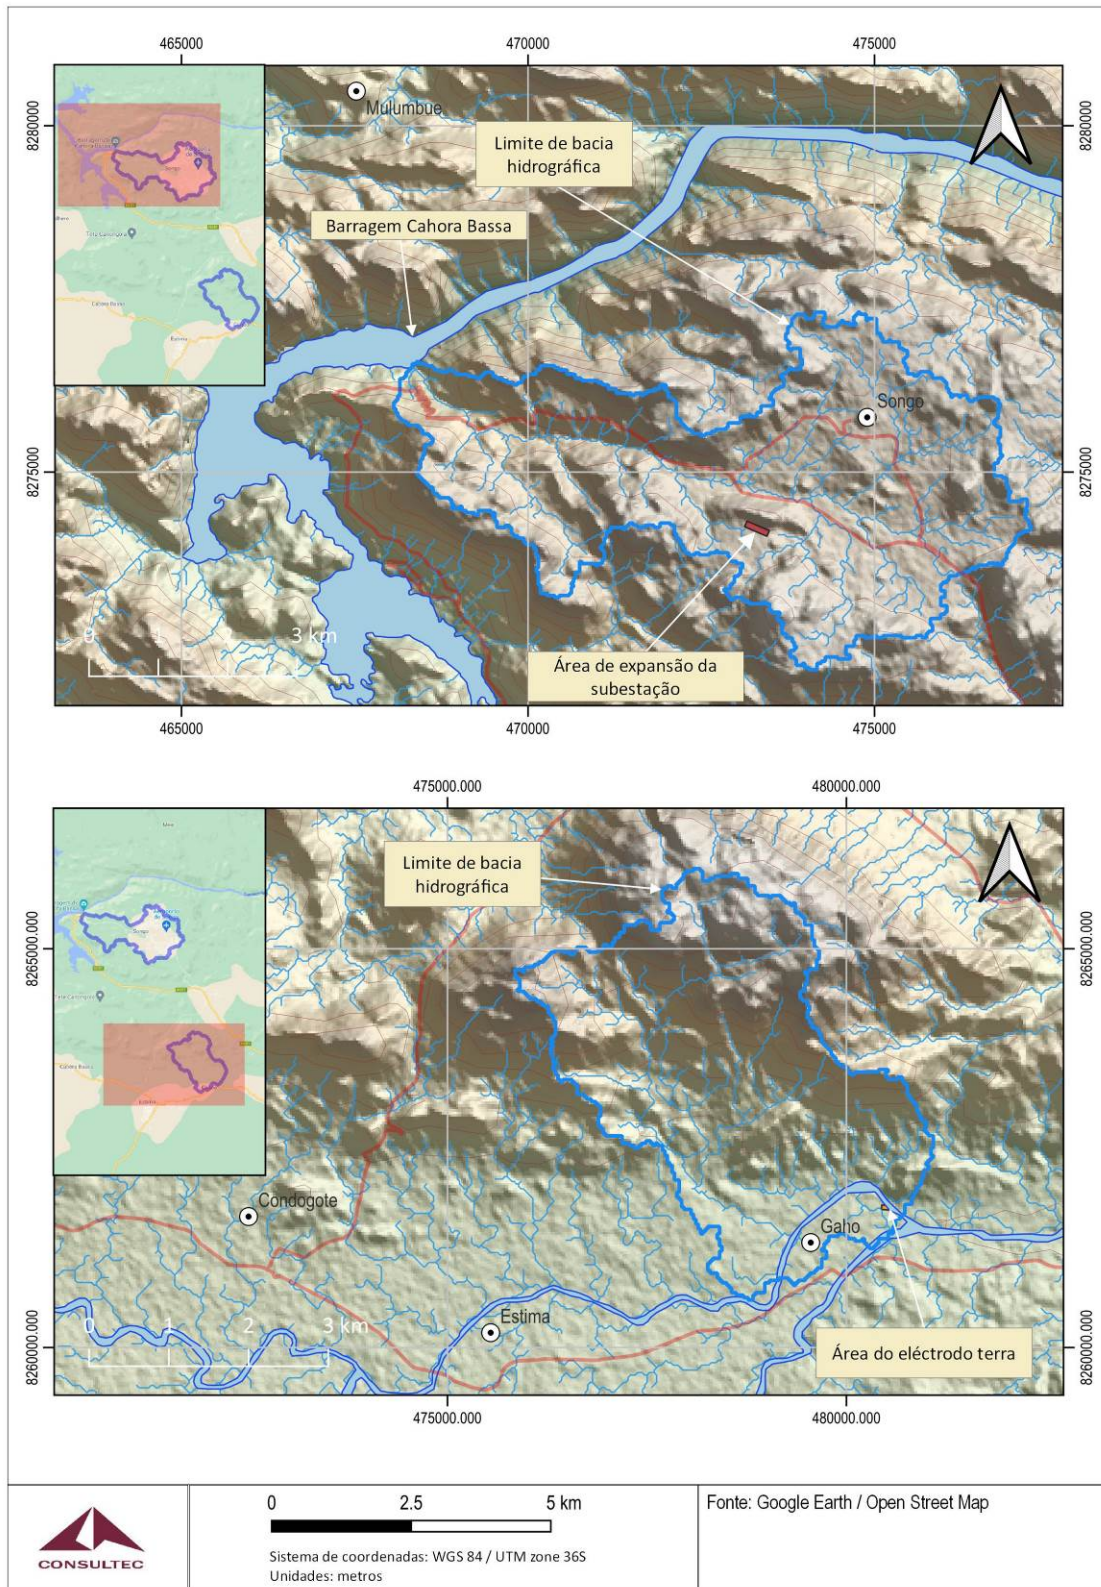 465000
470000
475000
8280000
Mulumbue
8280000
Limite de bacia
hidrográfica
Barragem Cahora Bassa
Songo
8275000
8275000
0 1 2 3 km
Área de expansão da
subestação
465000
470000
475000
475000.000
480000.000
Limite de bacia
hidrográfica
8265000.000
8265000.000
Condogote
Gaho
Estima
0 1 2 3 km
Área do eléctrodo terra
8260000.000
8260000.000
475000.000
480000.000
CONSULTEC
0 2.5 5 km
Sistema de coordenadas: WGS 84 / UTM zone 36S
Unidades: metros
Fonte: Google Earth / Open Street Map